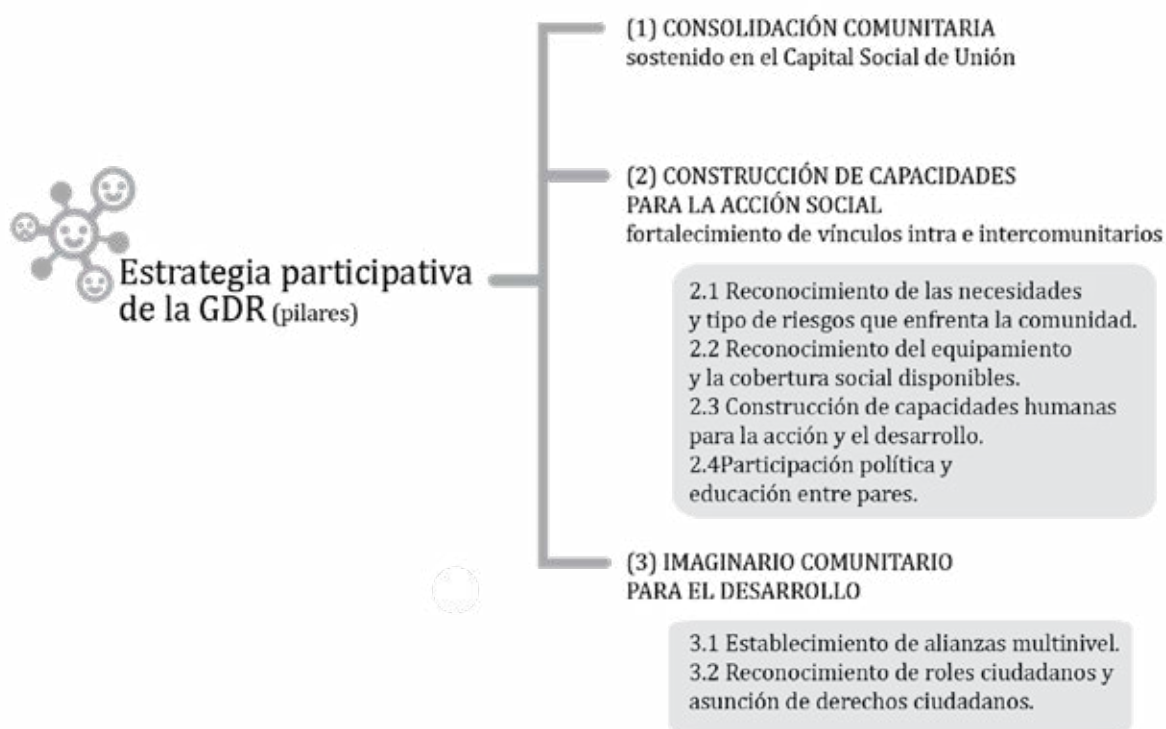 Estrategia participativa
de la GDR (pilares)
(1) CONSOLIDACIÓN COMUNITARIA
sostenido en el Capital Social de Unión
(2) CONSTRUCCIÓN DE CAPACIDADES
PARA LA ACCIÓN SOCIAL
fortalecimiento de vínculos intra e intercomunitarios
2.1 Reconocimiento de las necesidades
y tipo de riesgos que enfrenta la comunidad.
2.2 Reconocimiento del equipamiento
y la cobertura social disponibles.
2.3 Construcción de capacidades humanas
para la acción y el desarrollo.
2.4Participación política y
educación entre pares.
(3) IMAGINARIO COMUNITARIO
PARA EL DESARROLLO
3.1 Establecimiento de alianzas multinivel.
3.2 Reconocimiento de roles ciudadanos y
asunción de derechos ciudadanos.